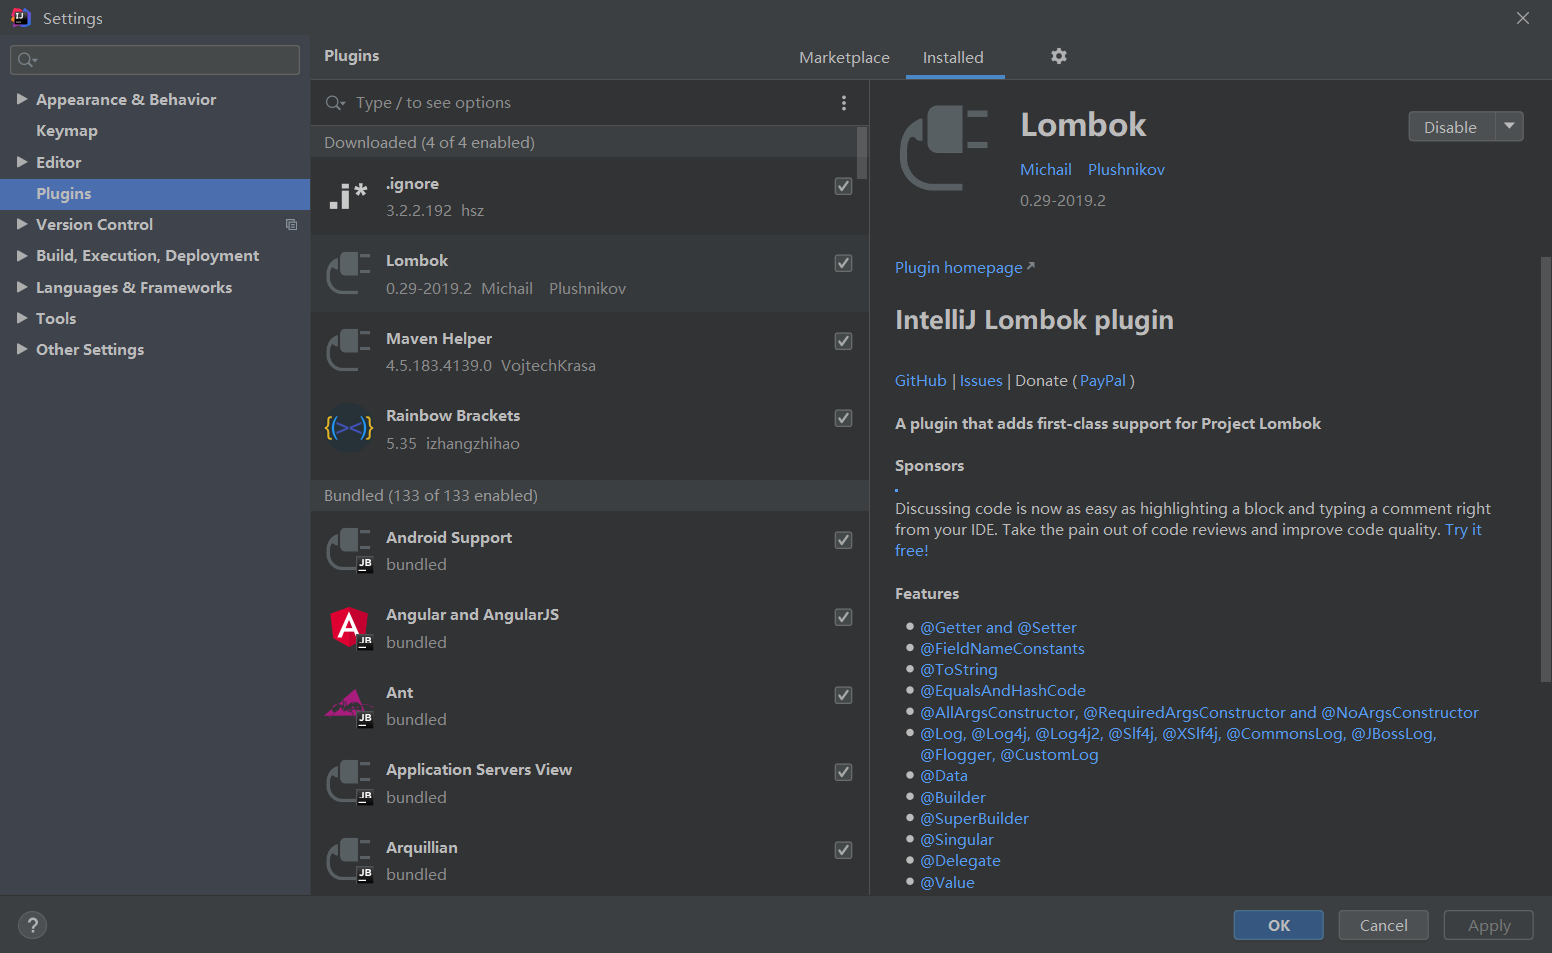 Settings
Appearance & Behavior
Keymap
Editor
Plugins
Version Control
Build, Execution, Deployment
Languages & Frameworks
Tools
Other Settings
Plugins
Marketplace
Installed
Type / to see options
Downloaded (4 of 4 enabled)
.i*
.ignore
3.2.2.192 hsz
Lombok
0.29-2019.2 Michail Plushnikov
Maven Helper
4.5.183.4139.0 VojtechKrasa
Rainbow Brackets
5.35 izhangzhihao
Bundled (133 of 133 enabled)
Android Support
JB
bundled
Angular and AngularJS
A
JB
bundled
Ant
JB
bundled
Application Servers View
JB
bundled
Arquillian
JB
bundled
Lombok
Disable
Michail Plushnikov
0.29-2019.2
Plugin homepage
IntelliJ Lombok plugin
GitHub | Issues | Donate ( PayPal )
A plugin that adds first-class support for Project Lombok
Sponsors
Discussing code is now as easy as highlighting a block and typing a comment right
from your IDE. Take the pain out of code reviews and improve code quality. Try it
free!
Features
@Getter and @Setter
@FieldNameConstants
@ToString
@EqualsAndHashCode
@AllArgsConstructor, @RequiredArgsConstructor and @NoArgsConstructor
@Log, @Log4j, @Log4j2, @Slf4j, @XSlf4j, @CommonsLog, @JBossLog,
@Flogger, @CustomLog
@Data
@Builder
@SuperBuilder
@Singular
@Delegate
@Value
?
OK
Cancel
Apply